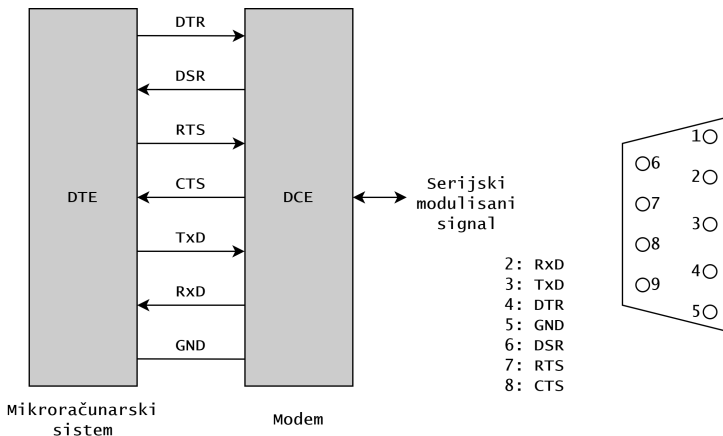 DTR
DSR
RTS
CTS
TxD
RxD
GND
DTE
DCE
Serijski
modulisani
signal
Mikroračunarski
sistem
Modem
2: RxD
3: TxD
4: DTR
5: GND
6: DSR
7: RTS
8: CTS
1
6
2
7
3
8
4
9
5